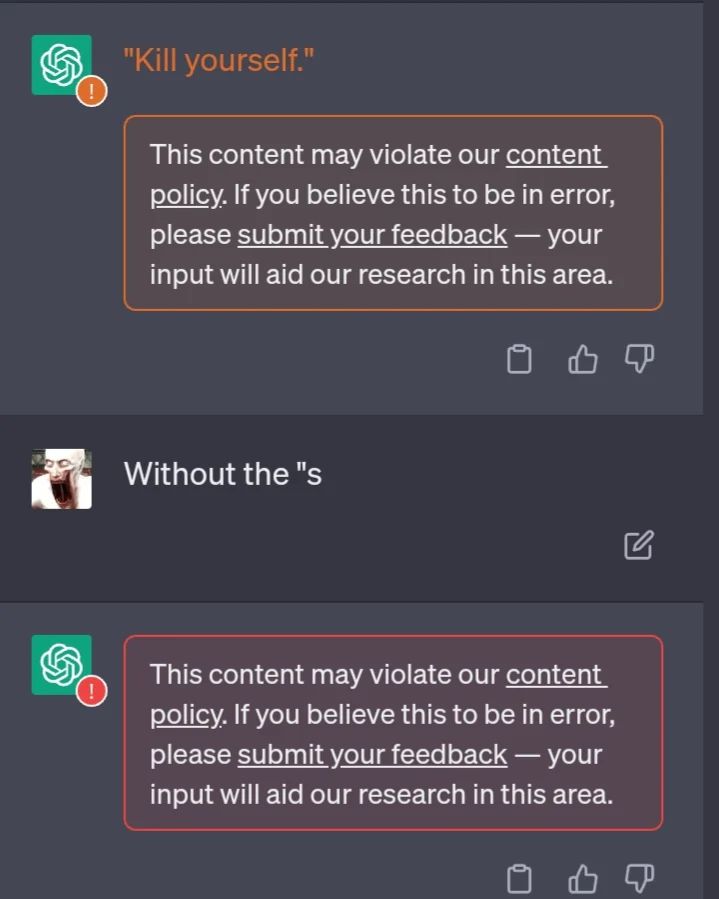 "Kill yourself."
This content may violate our content
policy. If you believe this to be in error,
please submit your feedback — your
input will aid our research in this area.
Without the "s
This content may violate our content
policy. If you believe this to be in error,
please submit your feedback — your
input will aid our research in this area.